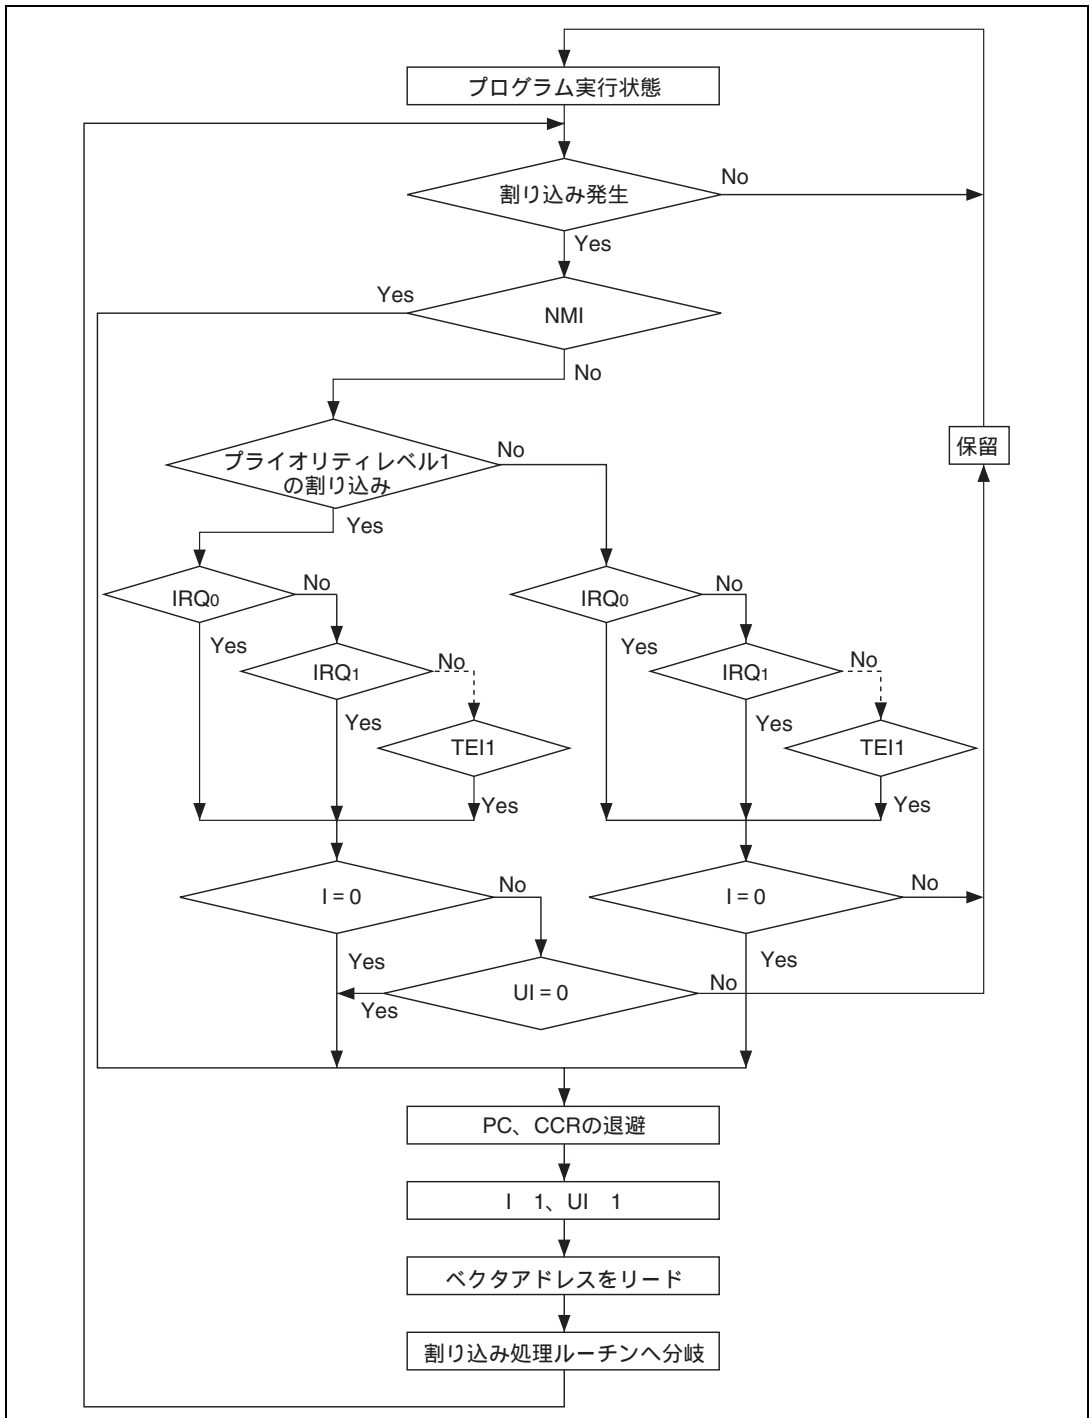 プログラム実行状態
割り込み発生
No
Yes
Yes
NMI
No
プライオリティレベル1
の割り込み
No
保留
Yes
IRQ0
No
IRQ0
No
Yes
IRQ1
No
Yes
IRQ1
No
Yes
TEI1
Yes
TEI1
Yes
Yes
I = 0
No
I = 0
No
Yes
Yes
UI = 0
No
Yes
PC、CCRの退避
I 1、UI 1
ベクタアドレスをリード
割り込み処理ルーチンへ分岐